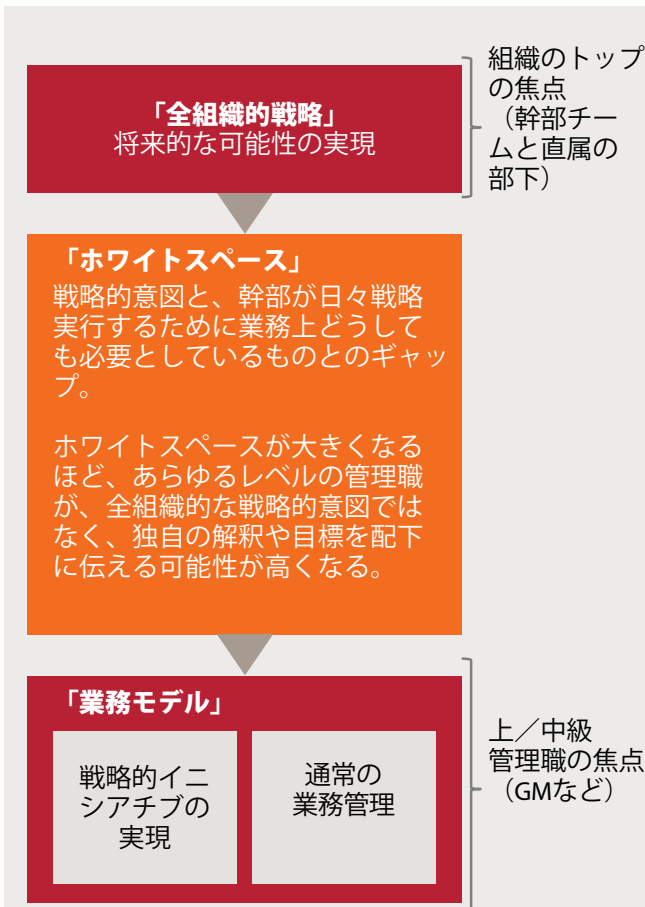 「全組織的戦略」
将来的な可能性の実現
組織のトップ
の焦点
（幹部チー
ムと直属の
部下）
「ホワイトスペース」
戦略的意図と、幹部が日々戦略
実行するために業務上どうして
も必要としているものとのギャッ
プ。
ホワイトスペースが大きくなる
ほど、あらゆるレベルの管理職
が、全組織的な戦略的意図では
なく、独自の解釈や目標を配下
に伝える可能性が高くなる。
「業務モデル」
戦略的イニ
シアチブの
実現
通常の
業務管理
上／中級
管理職の焦点
（GMなど）